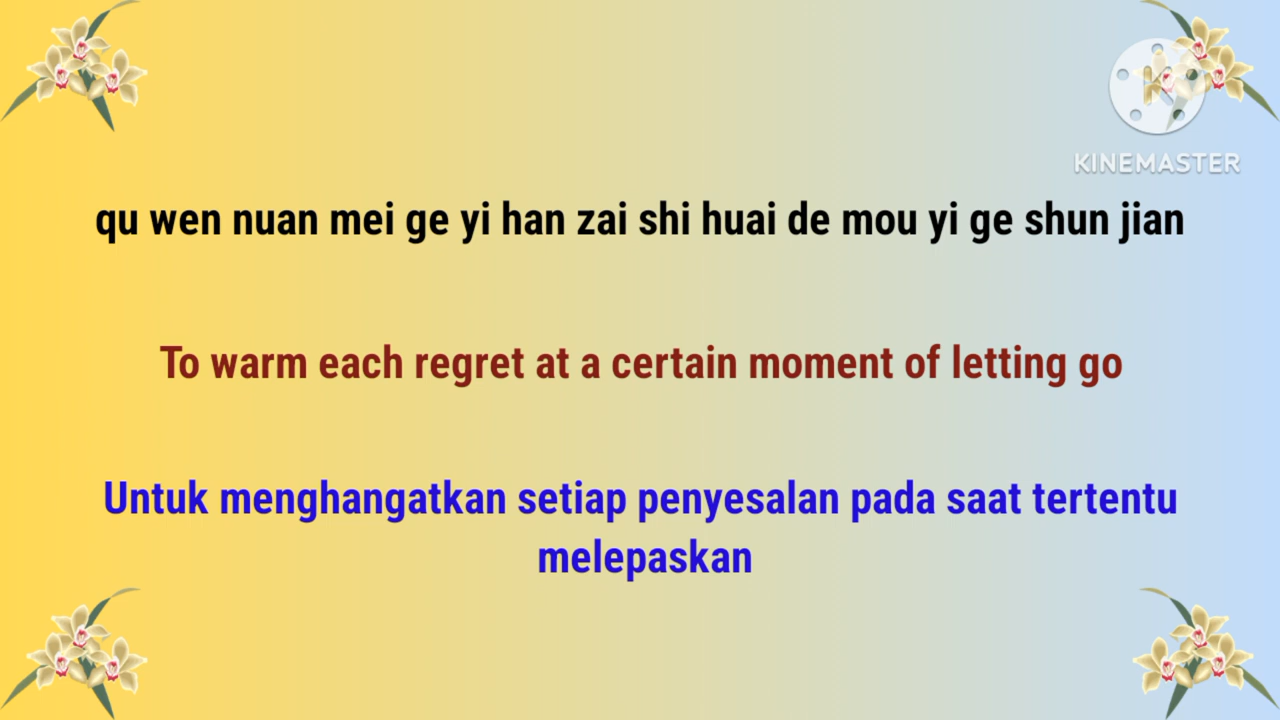 KINEMASTER
qu wen nuan mei ge yi han zai shi huai de mou yi ge shun jian
To warm each regret at a certain moment of letting go
Untuk menghangatkan setiap penyesalan pada saat tertentu
melepaskan